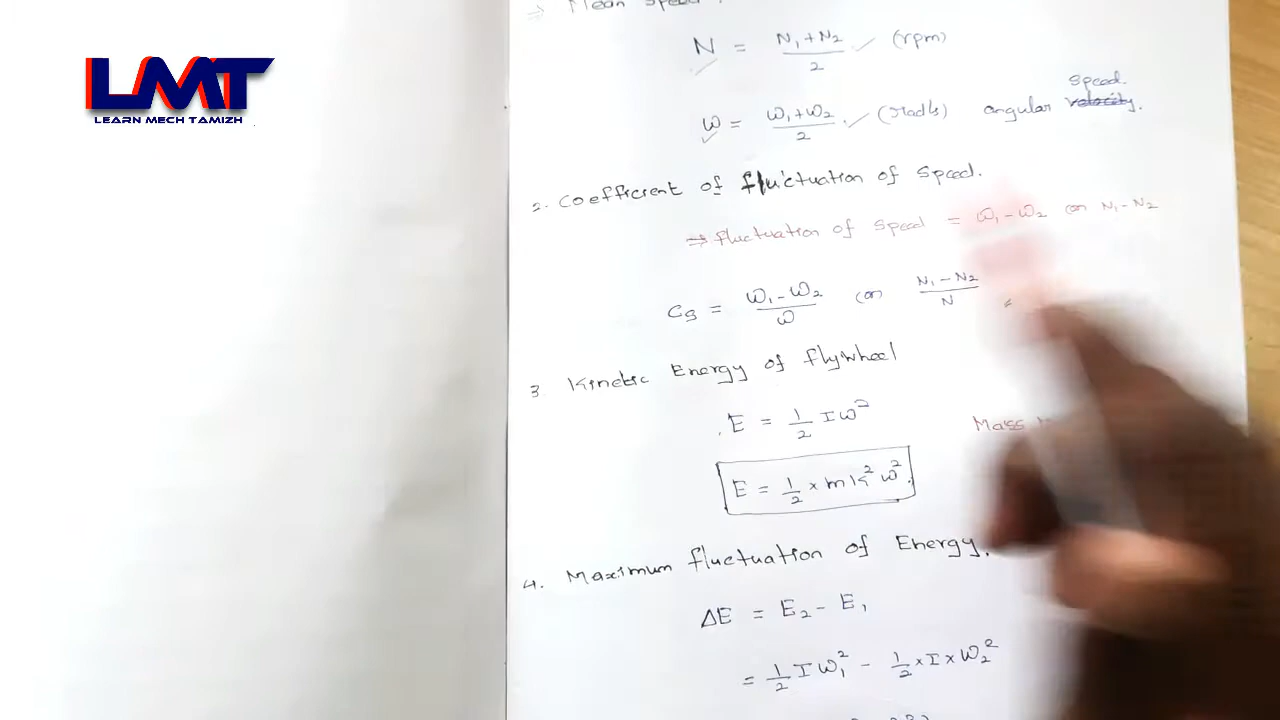 LMT
LEARN MECH TAMIZH
⇒ Mean Speed :
N = N₁+N₂/2 (rpm)
ω = ω₁+ω₂/2 . (rad/s) angular velocity. Speed.
2. Coefficient of fluctuation of Speed.
⇒ fluctuation of Speed = ω₁-ω₂ (or) N₁-N₂
Cs = ω₁-ω₂/ω (or) N₁-N₂/N
3. Kinetic Energy of flywheel
E = 1/2 Iω² Mass
E = 1/2 × mk² ω².
4. Maximum fluctuation of Energy.
ΔE = E₂ - E₁
= 1/2 Iω₁² - 1/2 × I × ω₂²